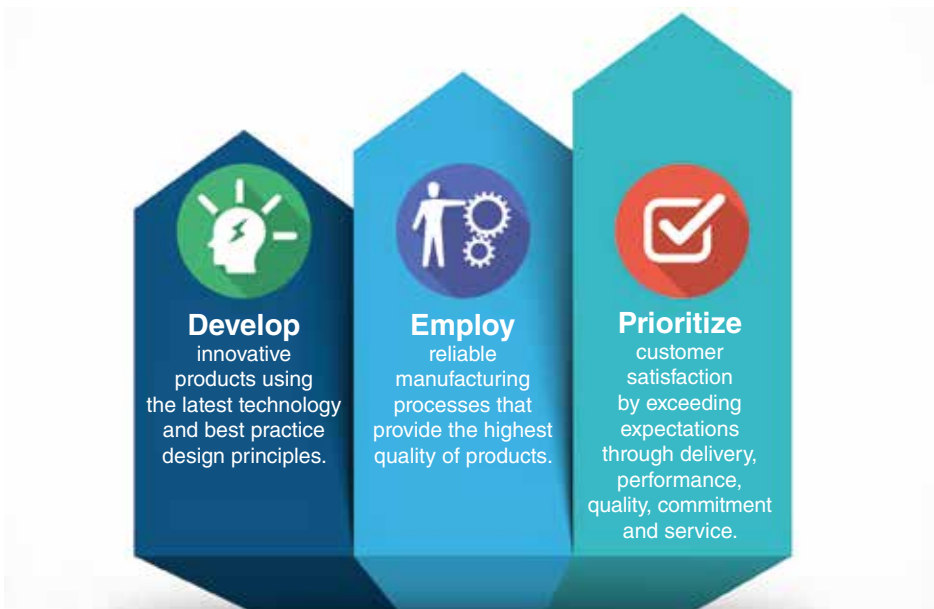 Develop
innovative
products using
the latest technology
and best practice
design principles.
Employ
reliable
manufacturing
processes that
provide the highest
quality of products.
Prioritize
customer
satisfaction
by exceeding
expectations
through delivery,
performance,
quality, commitment
and service.